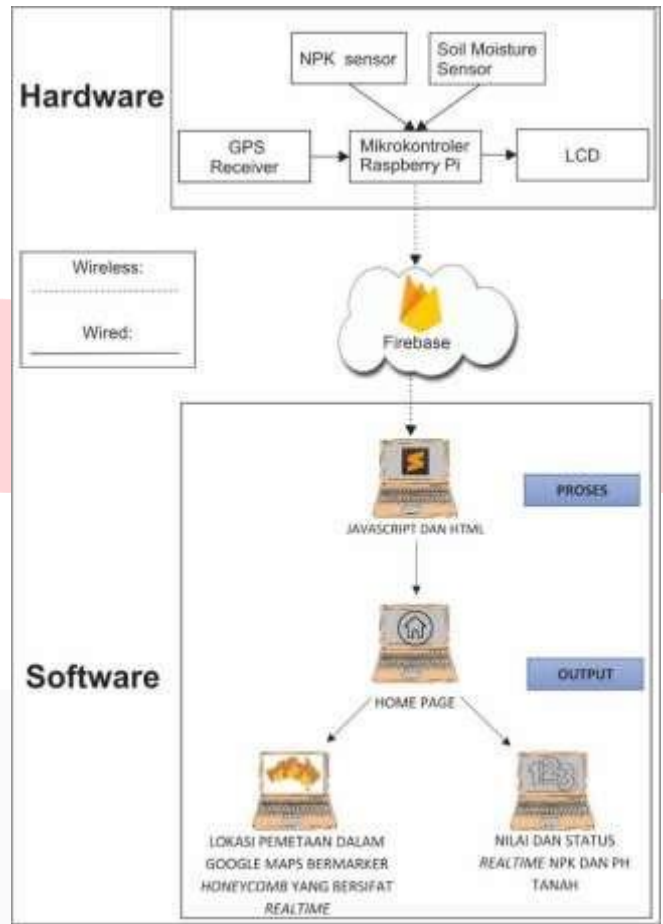 Hardware
NPK sensor
Soil Moisture
Sensor
GPS
Receiver
Mikrokontroler
Raspberry Pi
LCD
Wireless:
Wired:
Firebase
Software
JAVASCRIPT DAN HTML
PROSES
HOME PAGE
OUTPUT
LOKASI PEMETAAN DALAM
GOOGLE MAPS BERMARKER
HONEYCOMB YANG BERSIFAT
REALTIME
123
NILAI DAN STATUS
REALTIME NPK DAN PH
TANAH